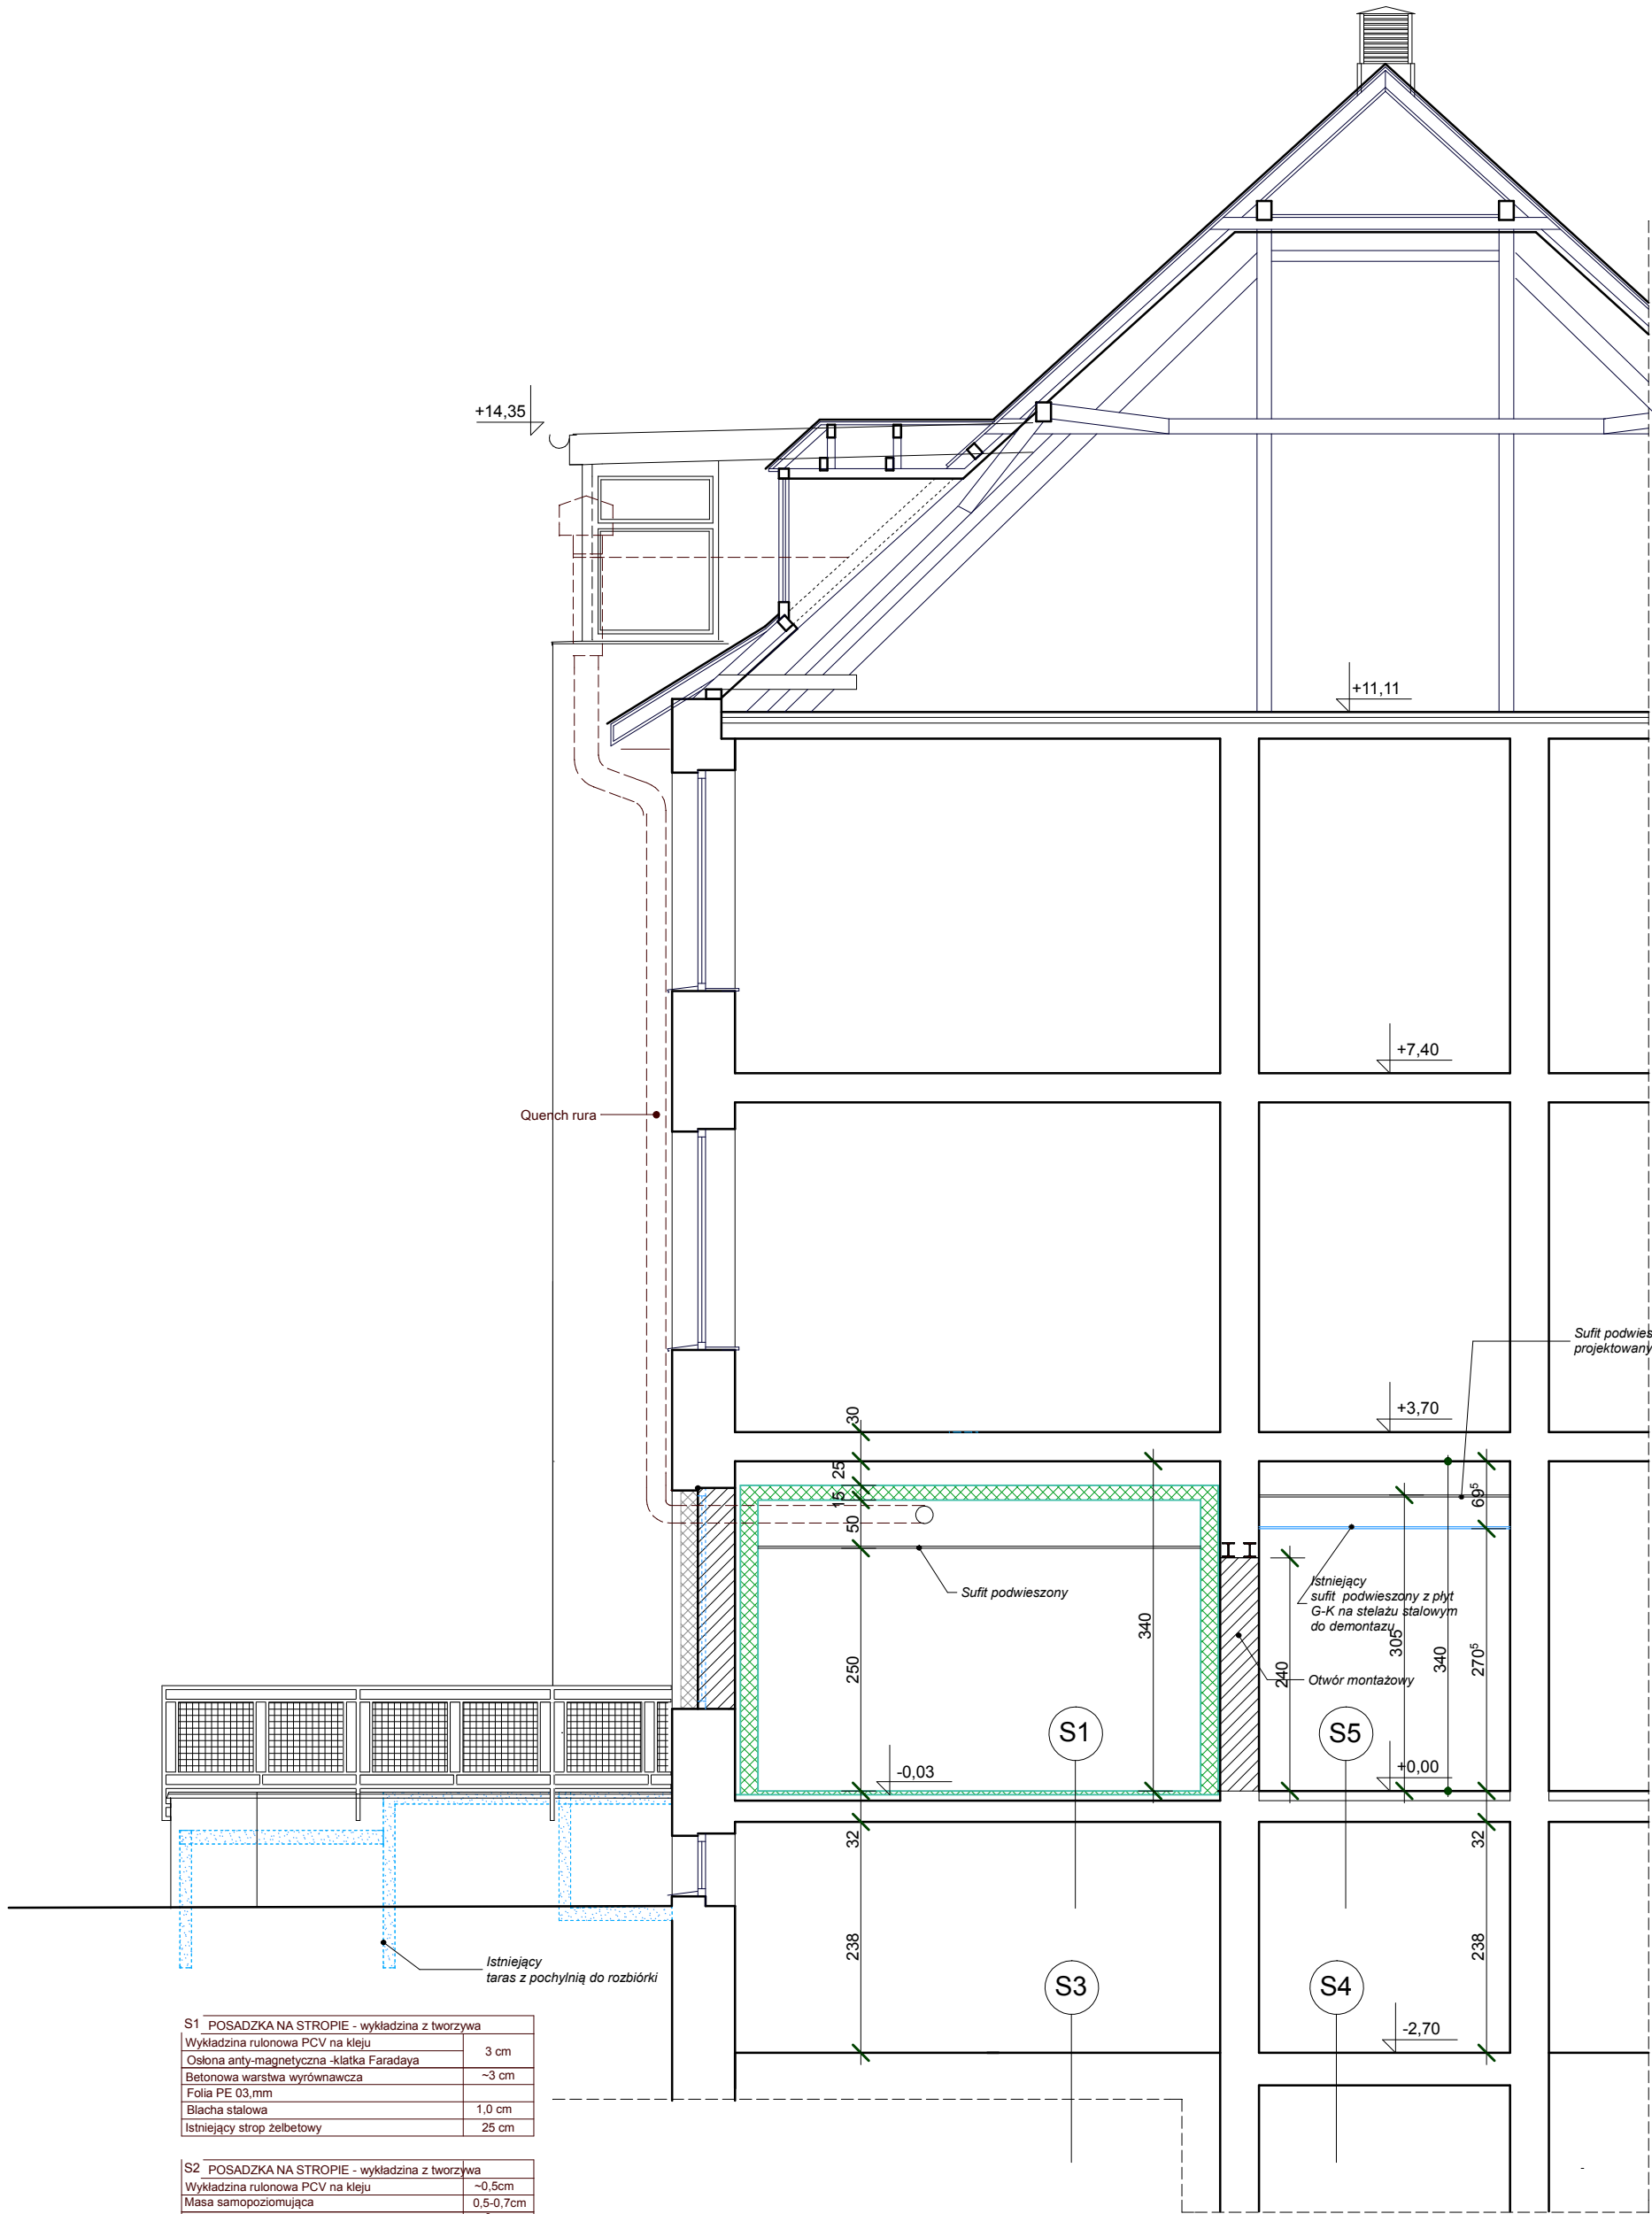 +14,35
+11,11
+7,40
Quench rura
Sufit podwies
projektowany
+3,70
30
25
15
50
69⁵
Sufit podwieszony
Istniejący
sufit podwieszony z płyt
G-K na stelażu stalowym
do demontażu
340
305
340
270⁵
250
240
Otwór montażowy
S1
S5
-0,03
+0,00
32
32
238
238
Istniejący
taras z pochylnią do rozbiórki
S3
S4
-2,70
S1 POSADZKA NA STROPIE - wykładzina z tworzywa
Wykładzina rulonowa PCV na kleju
3 cm
Osłona anty-magnetyczna -klatka Faradaya
Betonowa warstwa wyrównawcza ~3 cm
Folia PE 03,mm
Blacha stalowa 1,0 cm
Istniejący strop żelbetowy 25 cm
S2 POSADZKA NA STROPIE - wykładzina z tworzywa
Wykładzina rulonowa PCV na kleju ~0,5cm
Masa samopoziomująca 0,5-0,7cm